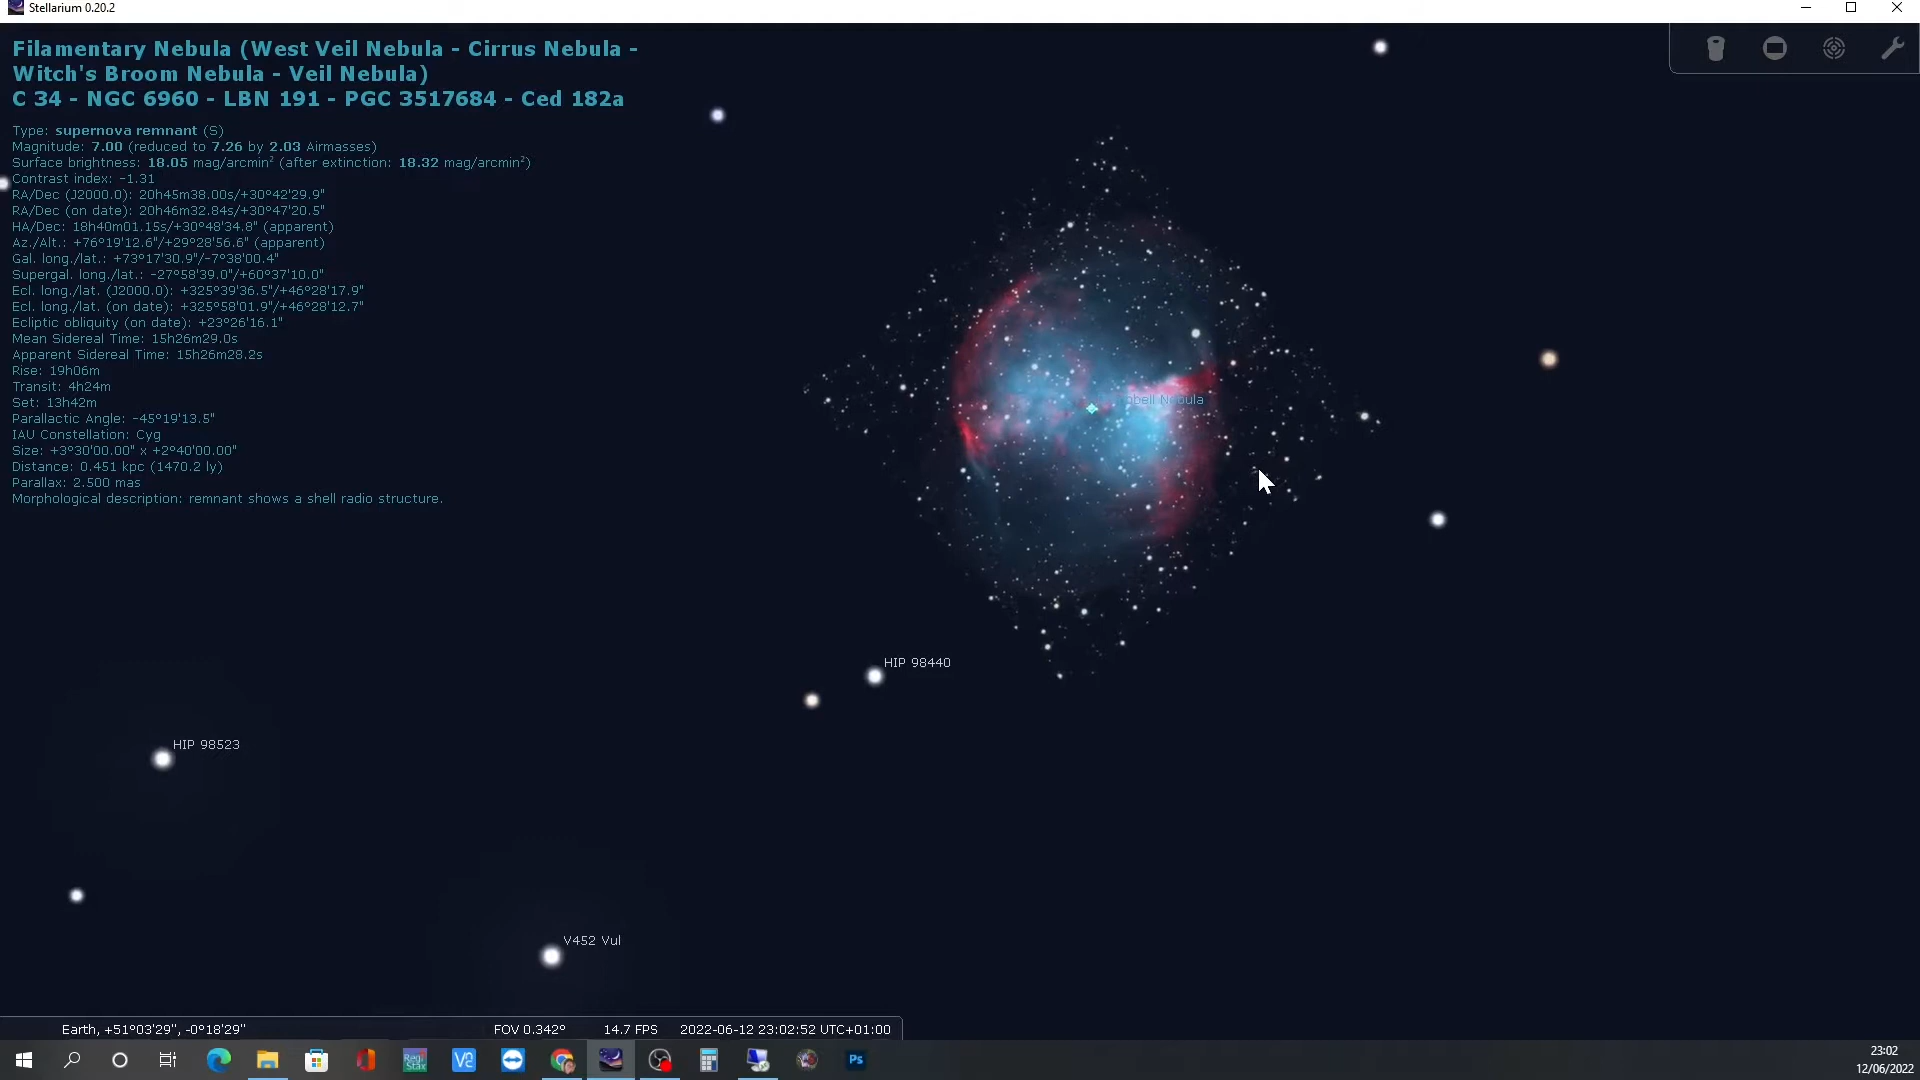 Stellarium 0.20.2
Filamentary Nebula (West Veil Nebula - Cirrus Nebula -
Witch's Broom Nebula - Veil Nebula)
C 34 - NGC 6960 - LBN 191 - PGC 3517684 - Ced 182a
Type: supernova remnant (S)
Magnitude: 7.00 (reduced to 7.26 by 2.03 Airmasses)
Surface brightness: 18.05 mag/arcmin² (after extinction: 18.32 mag/arcmin²)
Contrast index: -1.31
RA/Dec (J2000.0): 20h45m38.00s/+30°42'29.9"
RA/Dec (on date): 20h46m32.84s/+30°47'20.5"
HA/Dec: 18h40m01.15s/+30°48'34.8" (apparent)
Az./Alt.: +76°19'12.6"/+29°28'56.6" (apparent)
Gal. long./lat.: +73°17'30.9"/-7°38'00.4"
Supergal. long./lat.: -27°58'39.0"/+60°37'10.0"
Ecl. long./lat. (J2000.0): +325°39'36.5"/+46°28'17.9"
Ecl. long./lat. (on date): +325°58'01.9"/+46°28'12.7"
Ecliptic obliquity (on date): +23°26'16.1"
Mean Sidereal Time: 15h26m29.0s
Apparent Sidereal Time: 15h26m28.2s
Rise: 19h06m
Transit: 4h24m
Set: 13h42m
Parallactic Angle: -45°19'13.5"
IAU Constellation: Cyg
Size: +3°30'00.00" x +2°40'00.00"
Distance: 0.451 kpc (1470.2 ly)
Parallax: 2.500 mas
Morphological description: remnant shows a shell radio structure.
Nebula
HIP 98440
HIP 98523
V452 Vul
Earth, +51°03'29", -0°18'29"
FOV 0.342°
14.7 FPS
2022-06-12 23:02:52 UTC+01:00
Regi
Stax
Ps
23:02
12/06/2022